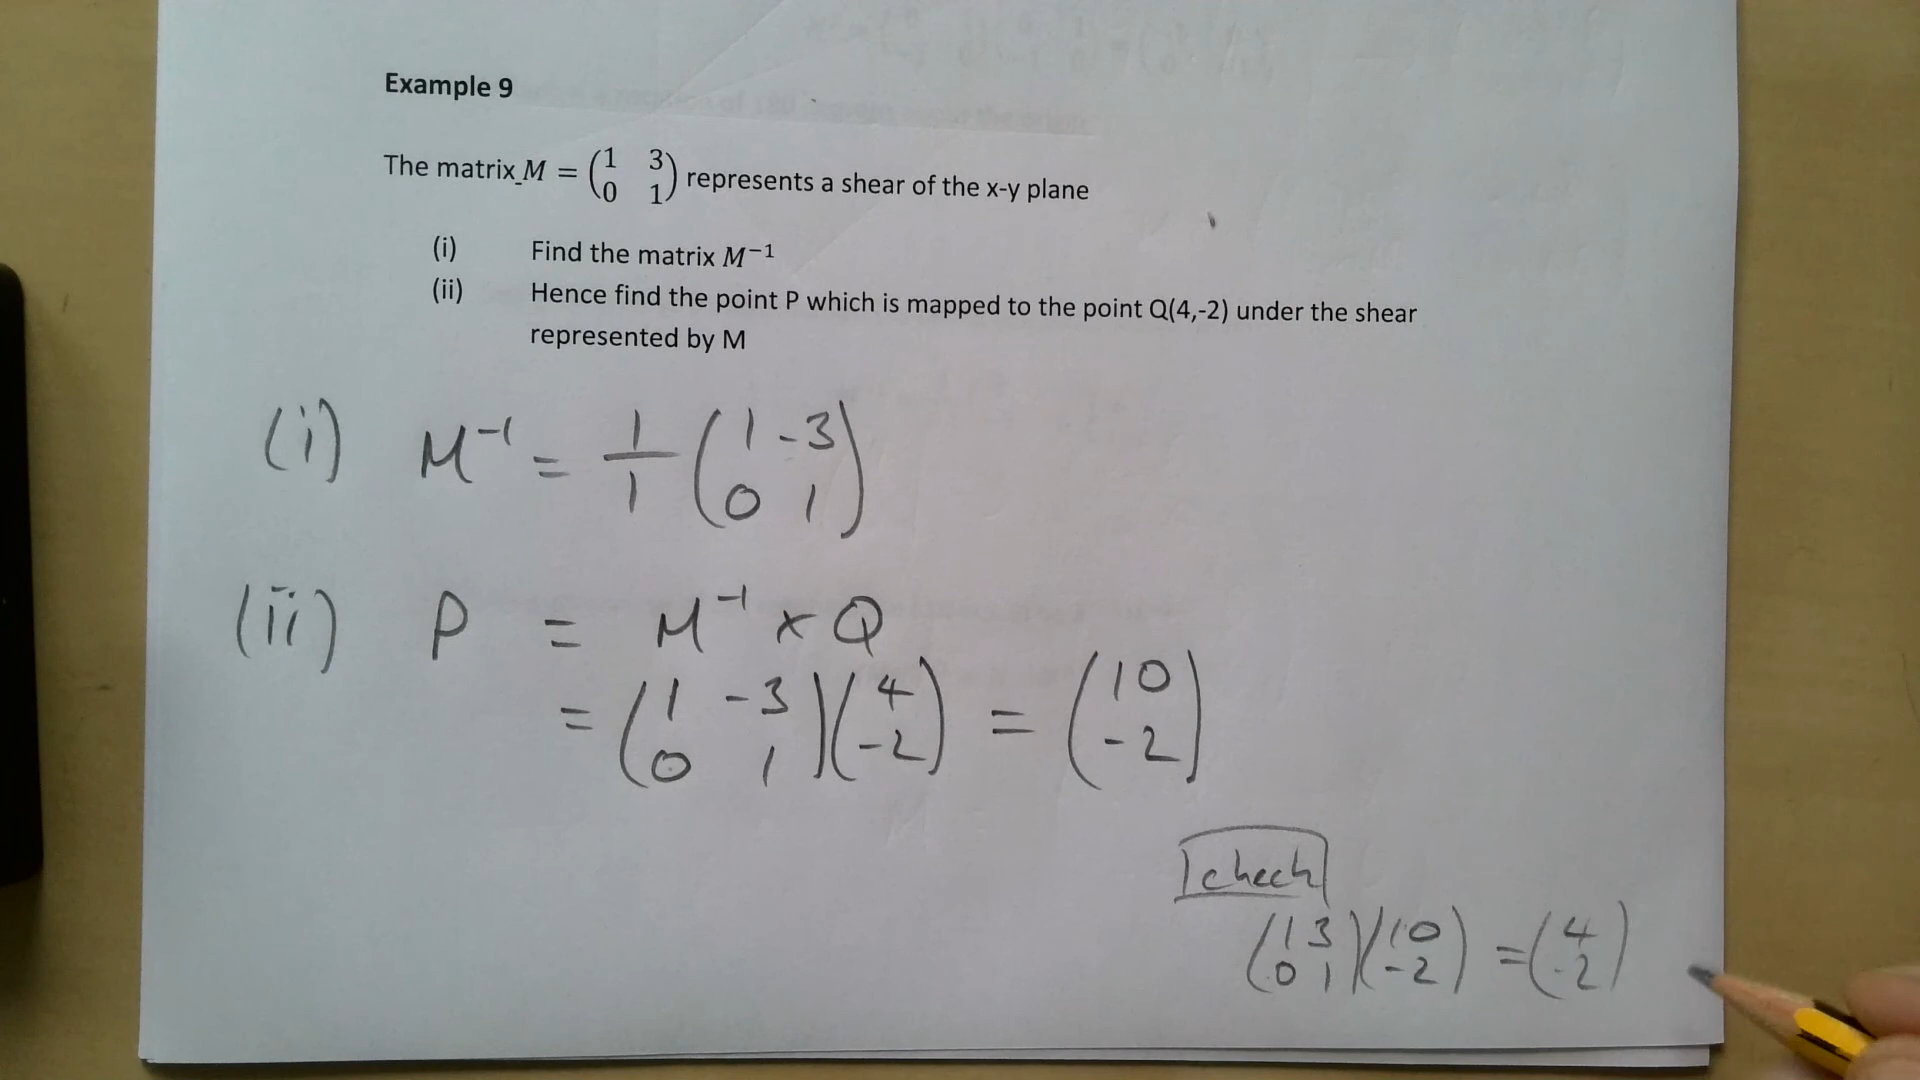 Example 9
The matrix M = (1 3
0 1) represents a shear of the x-y plane
(i) Find the matrix M⁻¹
(ii) Hence find the point P which is mapped to the point Q(4,-2) under the shear
represented by M
(i) M⁻¹ = 1/1 (1 -3
0 1)
(ii) P = M⁻¹ × Q
= (1 -3
0 1)(4
-2) = (10
-2)
check
(1 3
0 1)(10
-2) = (4
-2)